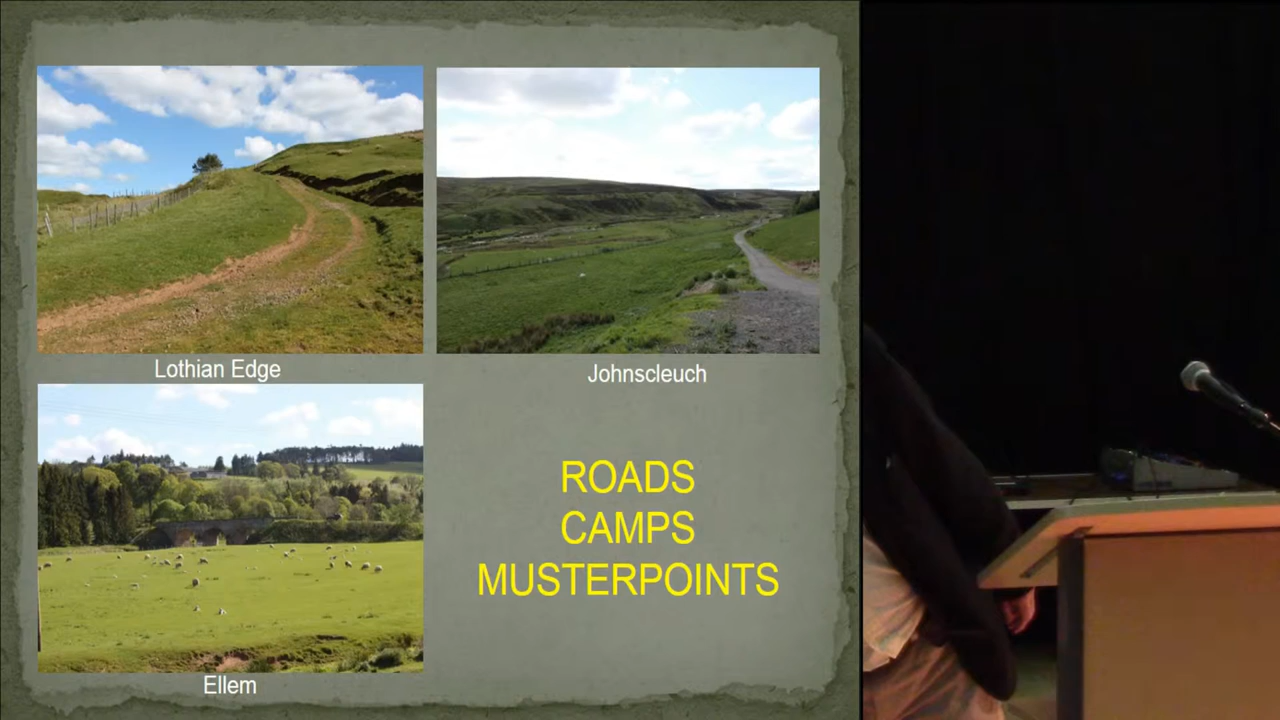 Lothian Edge
Johnscleuch
ROADS
CAMPS
MUSTERPOINTS
Ellem